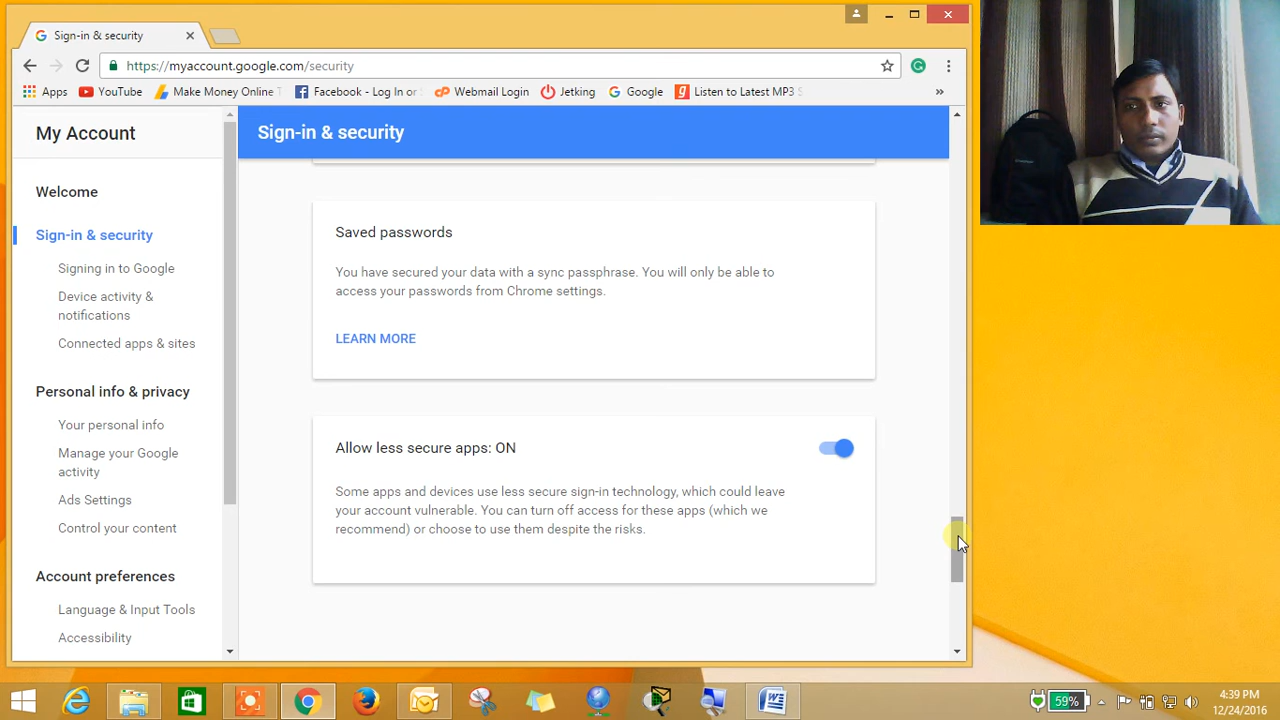 Sign-in & security
https://myaccount.google.com/security
Apps
YouTube
Make Money Online
Facebook - Log In or
Webmail Login
Jetking
Google
Listen to Latest MP3
My Account
Sign-in & security
Welcome
Sign-in & security
Signing in to Google
Device activity &
notifications
Connected apps & sites
Personal info & privacy
Your personal info
Manage your Google
activity
Ads Settings
Control your content
Account preferences
Language & Input Tools
Accessibility
Saved passwords
You have secured your data with a sync passphrase. You will only be able to
access your passwords from Chrome settings.
LEARN MORE
Allow less secure apps: ON
Some apps and devices use less secure sign-in technology, which could leave
your account vulnerable. You can turn off access for these apps (which we
recommend) or choose to use them despite the risks.
59%
4:39 PM
12/24/2016